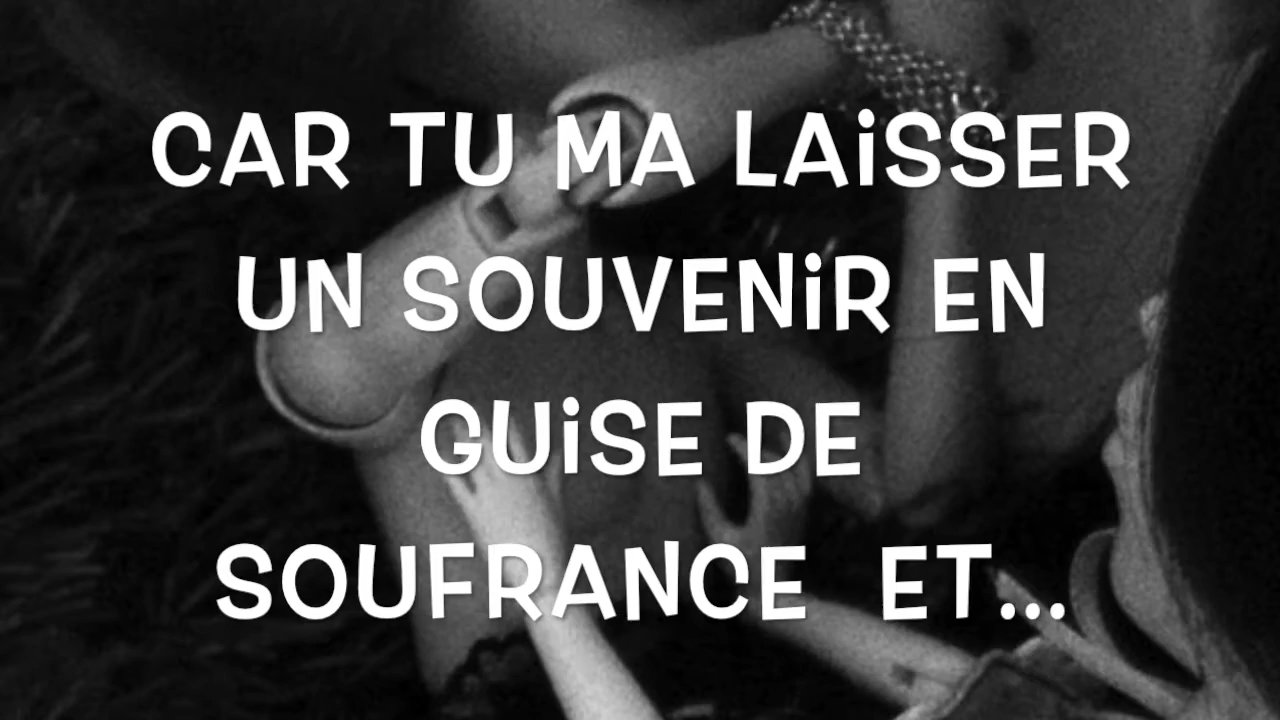 CAR TU MA LAiSSER
UN SOUVENiR EN
GUiSE DE
SOUFRANCE ET...